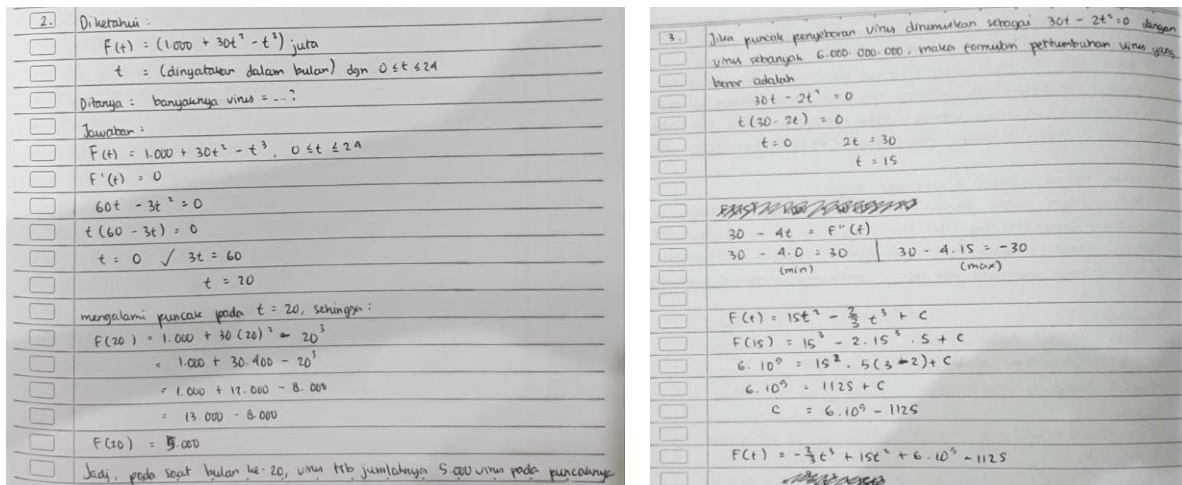 2. Diketahui :
F(t) = (1.000 + 30t² - t³) juta
t = (dinyatakan dalam bulan) dgn 0 ≤ t ≤ 24
Ditanya : banyaknya virus = ... ?
Jawaban :
F(t) = 1.000 + 30t² - t³, 0 ≤ t ≤ 24
F'(t) = 0
60t - 3t² = 0
t (60 - 3t) = 0
t = 0 √ 3t = 60
t = 20
mengalami puncak pada t = 20, sehingga :
F(20) = 1.000 + 30 (20)² - 20³
= 1.000 + 30.400 - 20³
= 1.000 + 12.000 - 8.000
= 13.000 - 8.000
F(20) = 5.000
Jadi, pada saat bulan ke-20, virus tsb jumlahnya 5.000 virus pada puncaknya
3. Jika puncak penyebaran virus dirumuskan sebagai 30t - 2t² = 0 dengan
virus sebanyak 6.000.000.000, maka formulasi pertumbuhan virus yang
benar adalah
30t - 2t² = 0
t (30 - 2t) = 0
t = 0 2t = 30
t = 15
30 - 4t = F"(t)
30 - 4.0 = 30 | 30 - 4.15 = -30
(min) (max)
F(t) = 15t² - 2/3 t³ + C
F(15) = 15³ - 2.15².5 + C
6.10⁹ = 15².5(3-2) + C
6.10⁹ = 1125 + C
C = 6.10⁹ - 1125
F(t) = -2/3 t³ + 15t² + 6.10⁹ - 1125